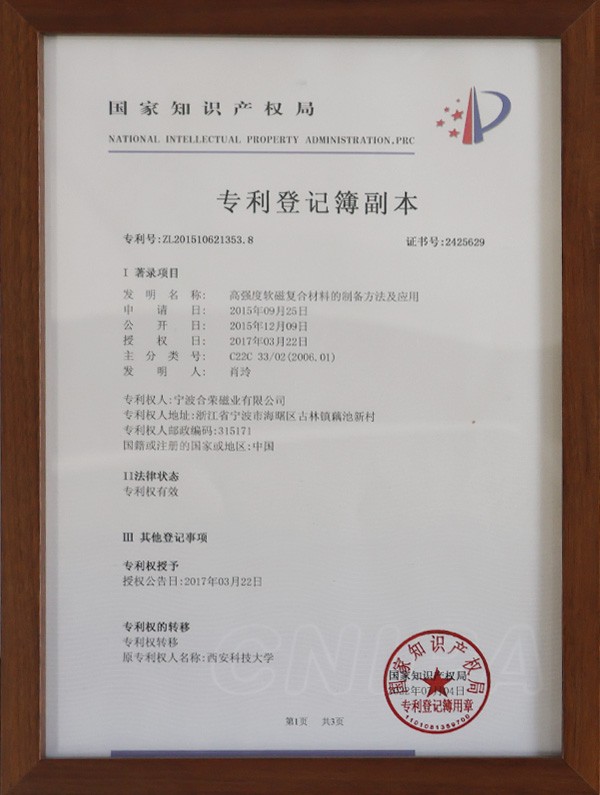 国家知识产权局
NATIONAL INTELLECTUAL PROPERTY ADMINISTRATION,PRC
专利登记簿副本
专利号:ZL201510621353.8 证书号:2425629
I 著录项目
发明名称: 高强度软磁复合材料的制备方法及应用
申请日: 2015年09月25日
公开日: 2015年12月09日
授权日: 2017年03月22日
主分类号: C22C 33/02(2006.01)
发明人: 肖玲
专利权人:宁波合荣磁业有限公司
专利权人地址:浙江省宁波市海曙区古林镇藕池新村
专利权人邮政编码:315171
国籍或注册的国家或地区:中国
II法律状态
专利权有效
III 其他登记事项
专利权授予
授权公告日:2017年03月22日
专利权的转移
专利权转移
原专利权人名称:西安科技大学
国家知识产权局
国家知识产权局
专利登记簿用章
1101081359700
第1页 共3页